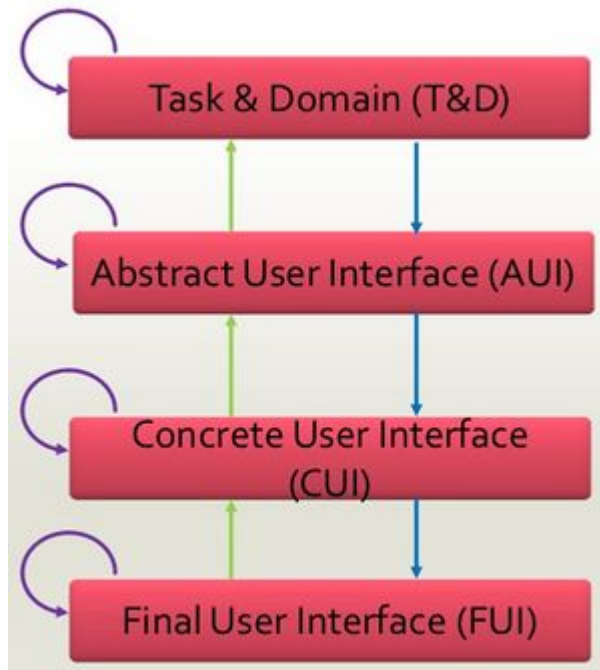 Task & Domain (T&D)
Abstract User Interface (AUI)
Concrete User Interface
(CUI)
Final User Interface (FUI)